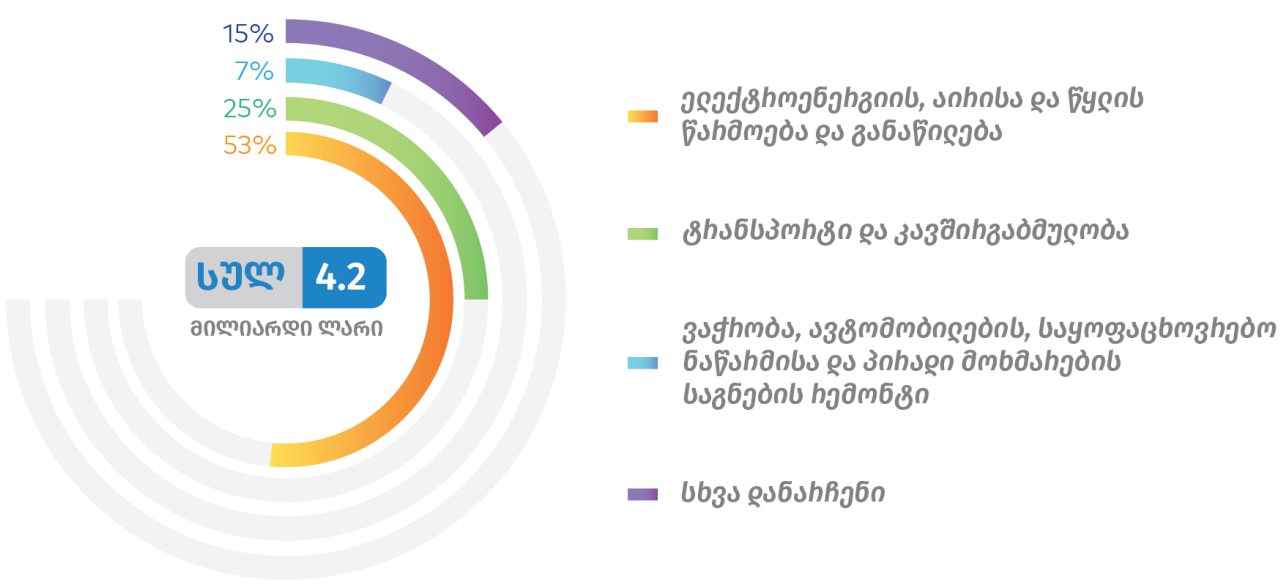 15%
7%
25%
53%
სულ 4.2
მილიარდი ლარი
ელექტროენერგიის, აირისა და წყლის
წარმოება და განაწილება
ტრანსპორტი და კავშირგაბმულობა
ვაჭრობა, ავტომობილების, საყოფაცხოვრებო
ნაწარმისა და პირადი მოხმარების
საგნების რემონტი
სხვა დანარჩენი